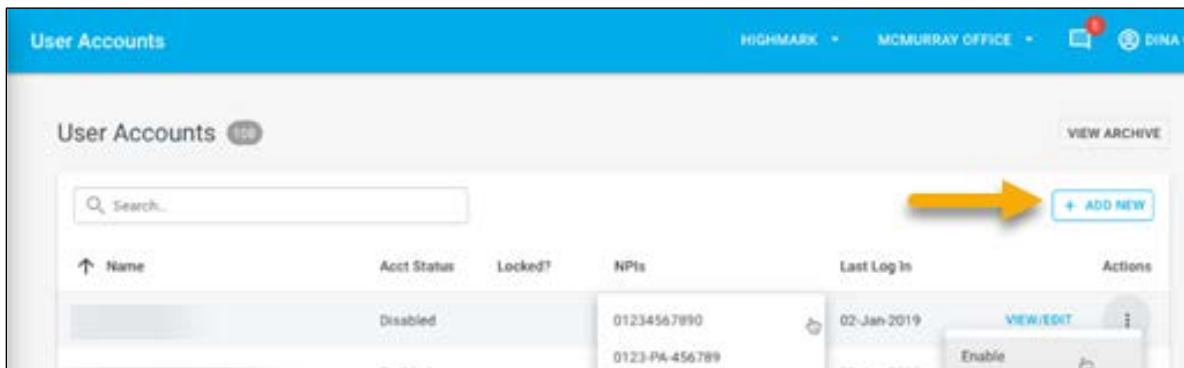 User Accounts HIGHMARK MCMURRAY OFFICE DINA
User Accounts
VIEW ARCHIVE
Search..
+ ADD NEW
Name Acct Status Locked? NPIs Last Log In Actions
Disabled 01234567890 02-Jan-2019 VIEW/EDIT
0123-PA-456789 Enable